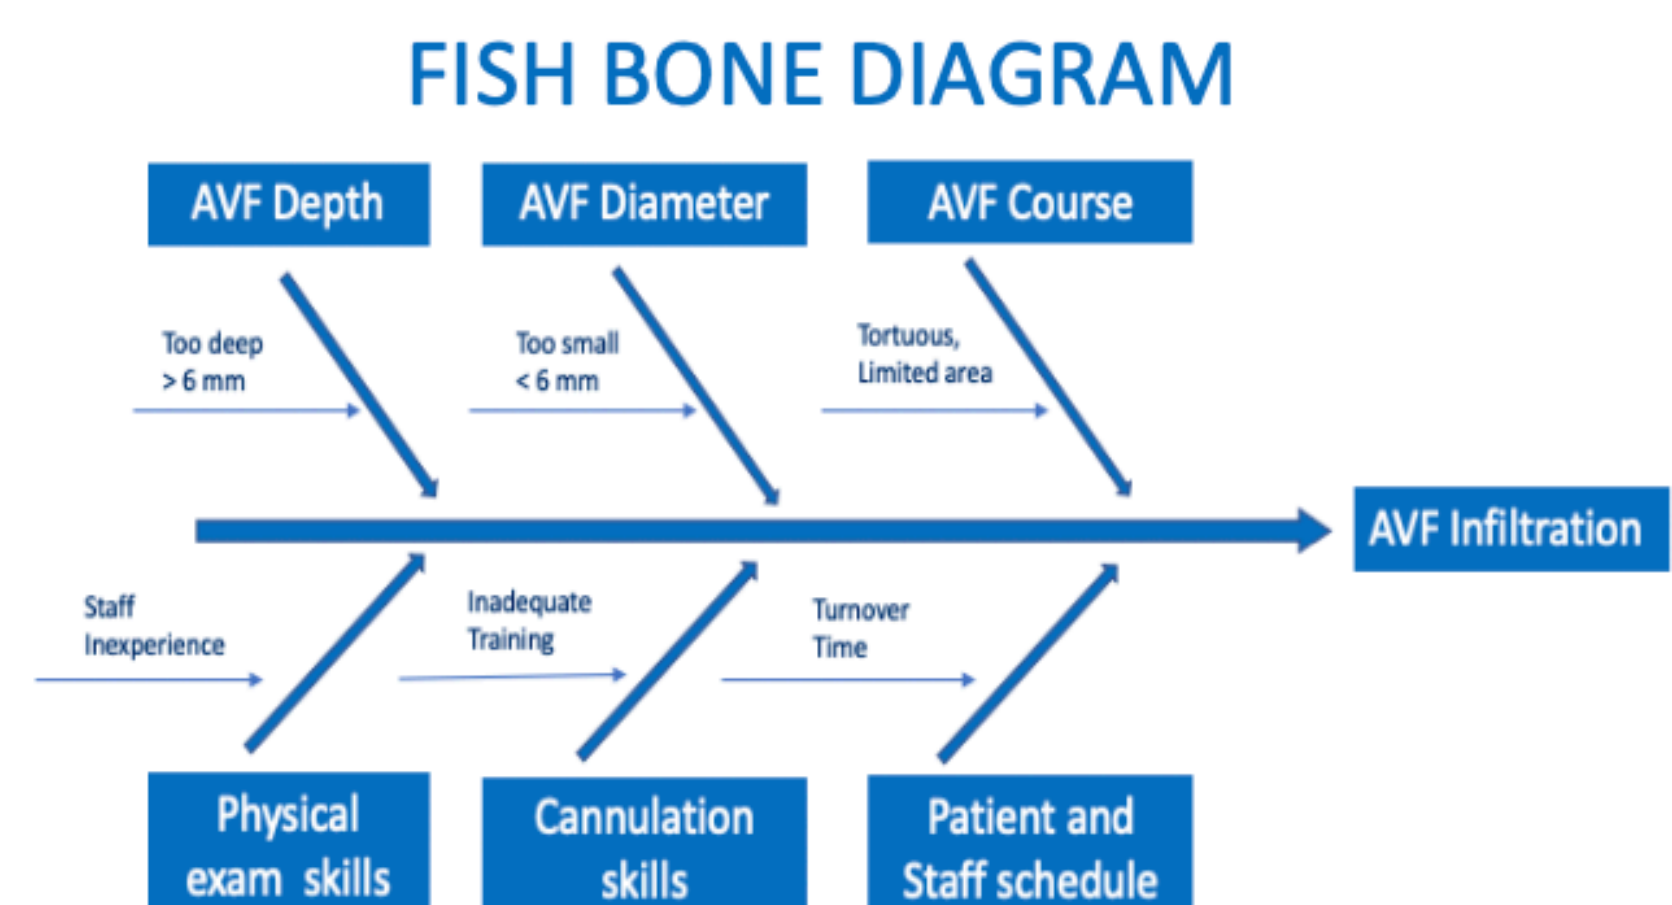 FISH BONE DIAGRAM
AVF Depth
AVF Diameter
AVF Course
Too deep
> 6 mm
Too small
< 6 mm
Tortuous,
Limited area
AVF Infiltration
Staff
Inexperience
Inadequate
Training
Turnover
Time
Physical
exam skills
Cannulation
skills
Patient and
Staff schedule